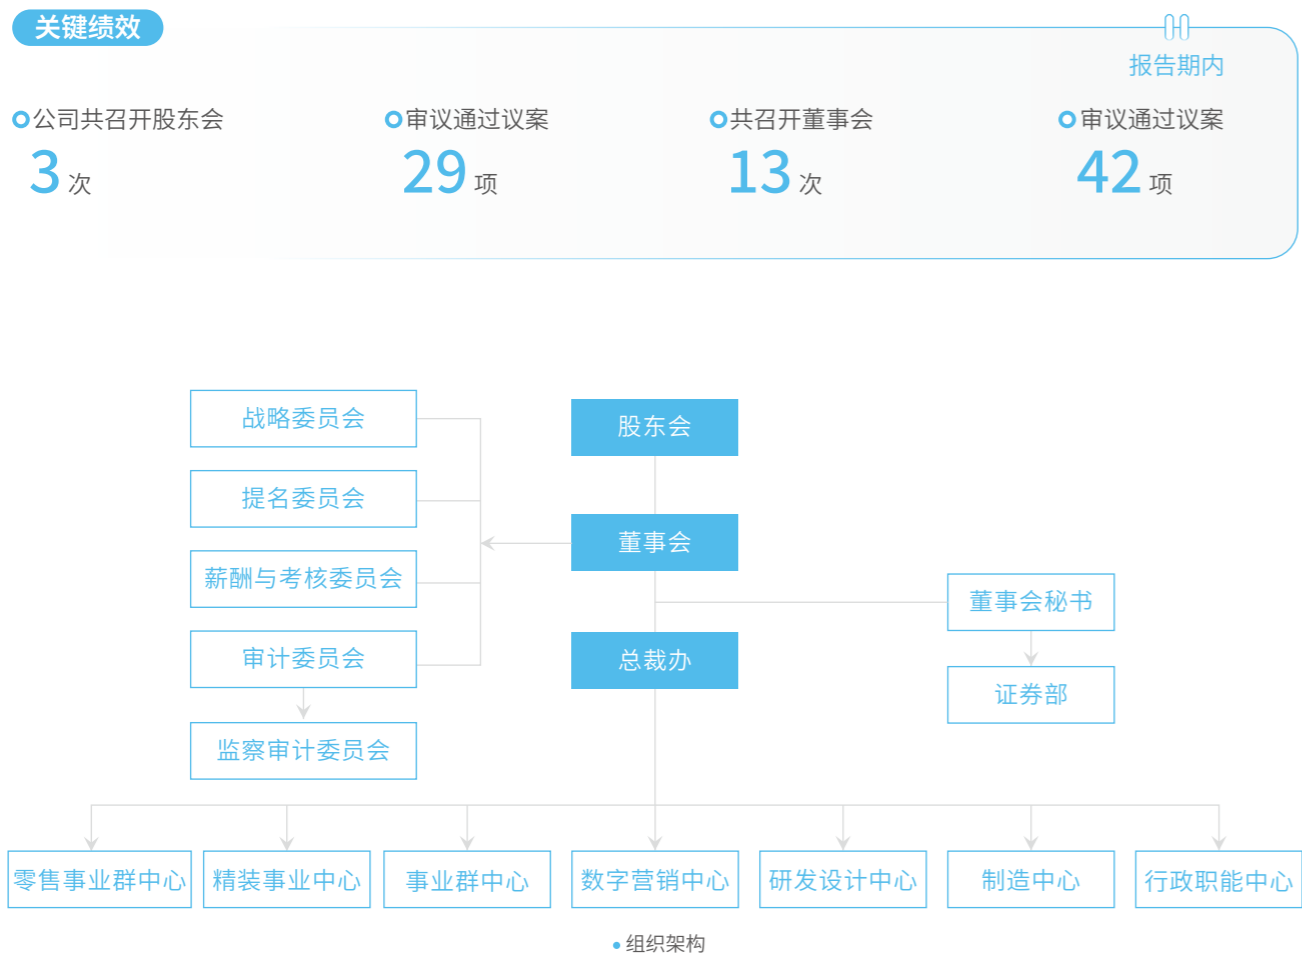 关键绩效
报告期内
公司共召开股东会
3 次
审议通过议案
29 项
共召开董事会
13 次
审议通过议案
42 项
战略委员会
提名委员会
薪酬与考核委员会
审计委员会
监察审计委员会
股东会
董事会
总裁办
董事会秘书
证券部
零售事业群中心
精装事业中心
事业群中心
数字营销中心
研发设计中心
制造中心
行政职能中心
组织架构